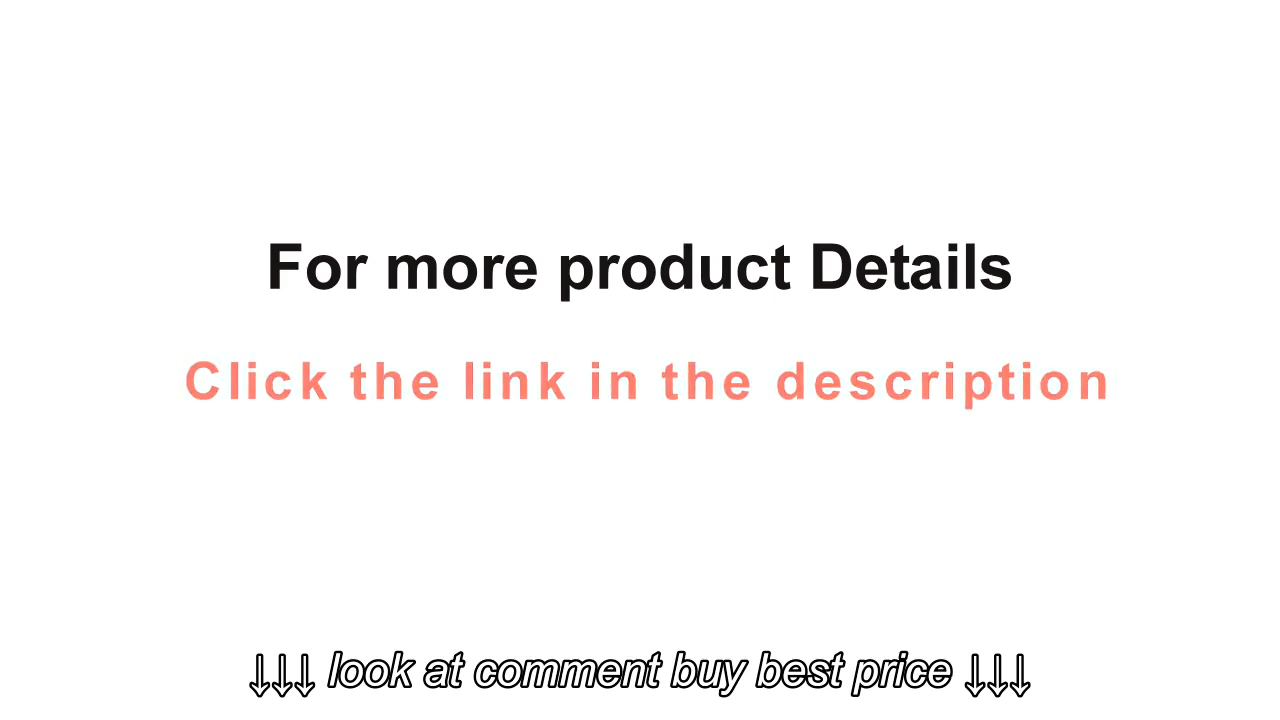 For more product Details
Click the link in the description
↓↓↓ look at comment buy best price ↓↓↓